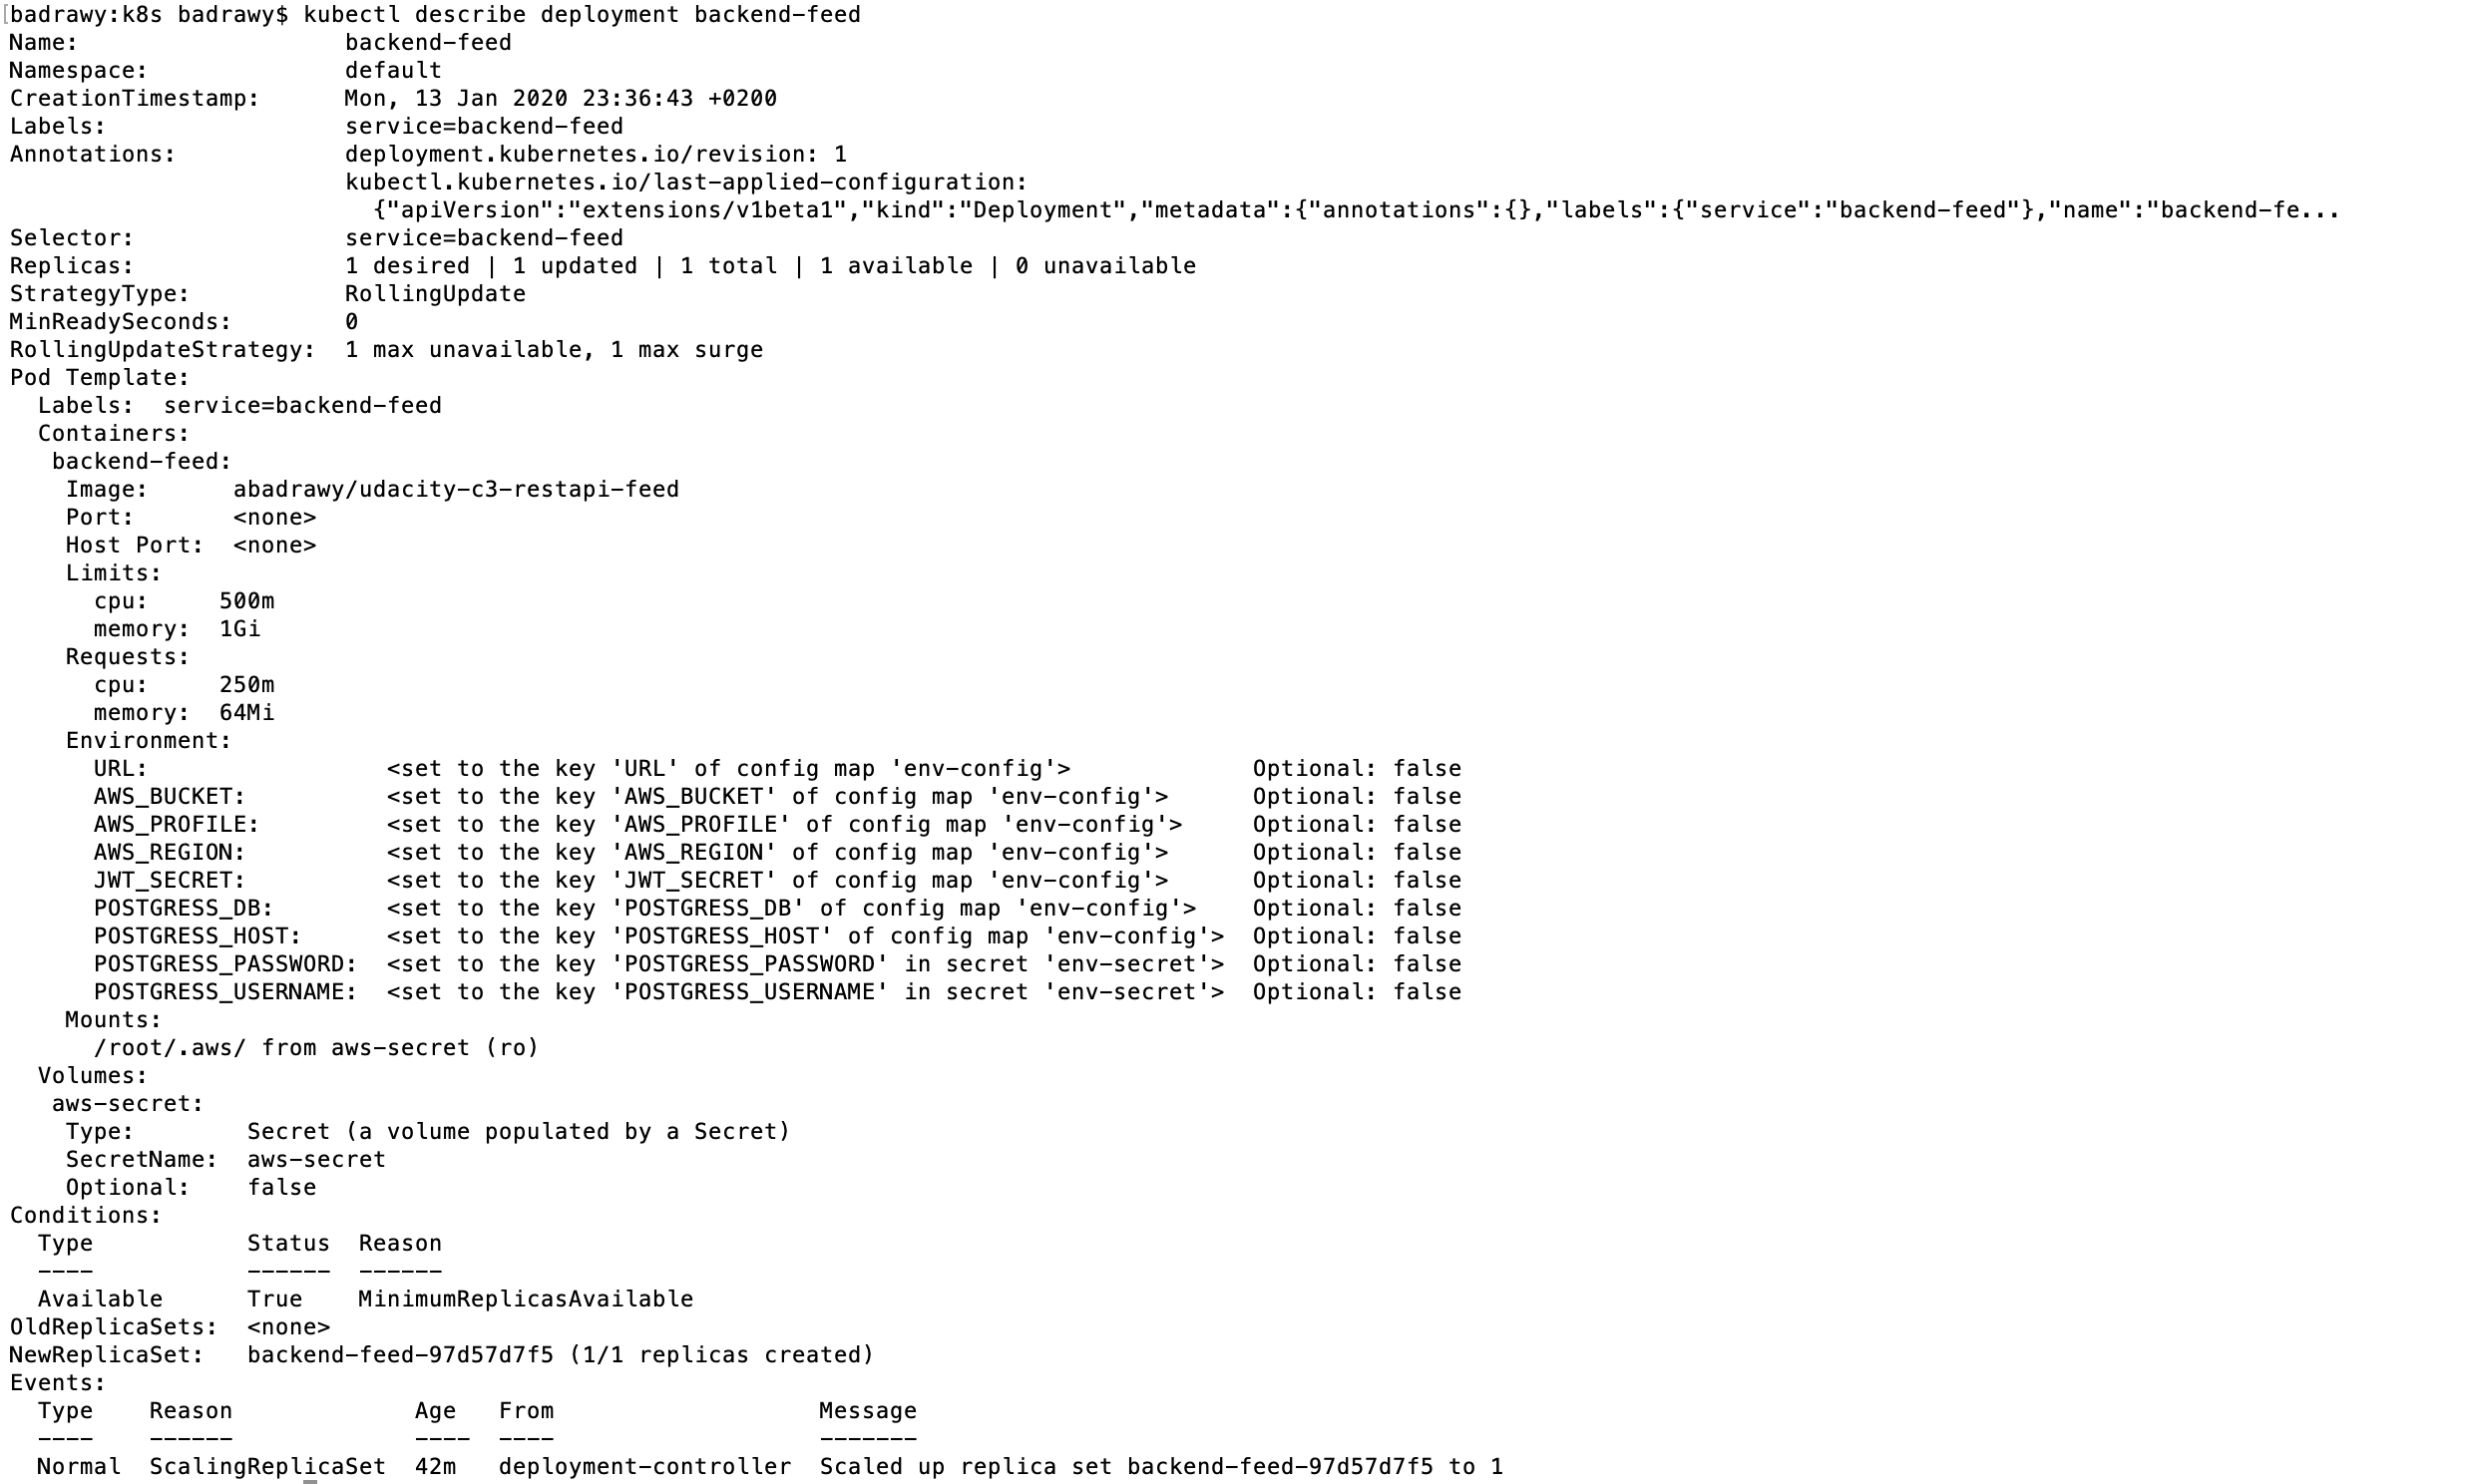 badrawy:k8s badrawy$ kubectl describe deployment backend-feed
Name:                   backend-feed
Namespace:              default
CreationTimestamp:      Mon, 13 Jan 2020 23:36:43 +0200
Labels:                 service=backend-feed
Annotations:            deployment.kubernetes.io/revision: 1
                        kubectl.kubernetes.io/last-applied-configuration:
                          {"apiVersion":"extensions/v1beta1","kind":"Deployment","metadata":{"annotations":{},"labels":{"service":"backend-feed"},"name":"backend-fe...
Selector:               service=backend-feed
Replicas:               1 desired | 1 updated | 1 total | 1 available | 0 unavailable
StrategyType:           RollingUpdate
MinReadySeconds:        0
RollingUpdateStrategy:  1 max unavailable, 1 max surge
Pod Template:
  Labels:  service=backend-feed
  Containers:
   backend-feed:
    Image:      abadrawy/udacity-c3-restapi-feed
    Port:       <none>
    Host Port:  <none>
    Limits:
      cpu:     500m
      memory:  1Gi
    Requests:
      cpu:     250m
      memory:  64Mi
    Environment:
      URL:                 <set to the key 'URL' of config map 'env-config'>             Optional: false
      AWS_BUCKET:          <set to the key 'AWS_BUCKET' of config map 'env-config'>      Optional: false
      AWS_PROFILE:         <set to the key 'AWS_PROFILE' of config map 'env-config'>     Optional: false
      AWS_REGION:          <set to the key 'AWS_REGION' of config map 'env-config'>      Optional: false
      JWT_SECRET:          <set to the key 'JWT_SECRET' of config map 'env-config'>      Optional: false
      POSTGRESS_DB:        <set to the key 'POSTGRESS_DB' of config map 'env-config'>    Optional: false
      POSTGRESS_HOST:      <set to the key 'POSTGRESS_HOST' of config map 'env-config'>  Optional: false
      POSTGRESS_PASSWORD:  <set to the key 'POSTGRESS_PASSWORD' in secret 'env-secret'>  Optional: false
      POSTGRESS_USERNAME:  <set to the key 'POSTGRESS_USERNAME' in secret 'env-secret'>  Optional: false
    Mounts:
      /root/.aws/ from aws-secret (ro)
  Volumes:
   aws-secret:
    Type:        Secret (a volume populated by a Secret)
    SecretName:  aws-secret
    Optional:    false
Conditions:
  Type           Status  Reason
  ----           ------  ------
  Available      True    MinimumReplicasAvailable
OldReplicaSets:  <none>
NewReplicaSet:   backend-feed-97d57d7f5 (1/1 replicas created)
Events:
  Type    Reason             Age   From                   Message
  ----    ------             ----  ----                   -------
  Normal  ScalingReplicaSet  42m   deployment-controller  Scaled up replica set backend-feed-97d57d7f5 to 1